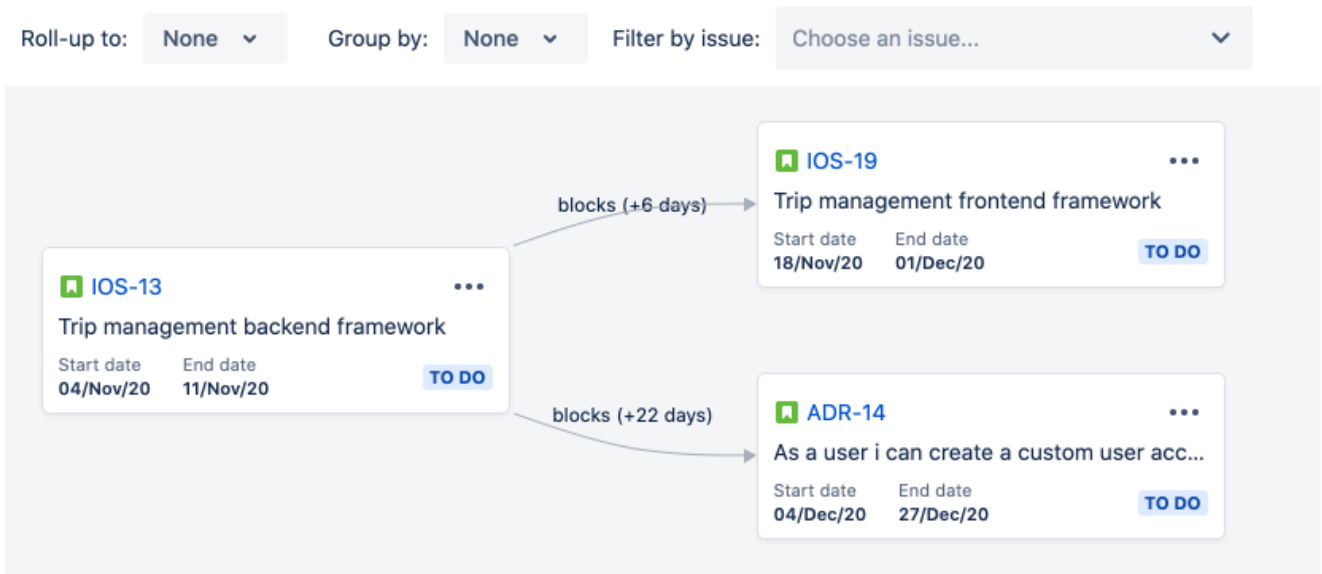 Roll-up to: None Group by: None Filter by issue: Choose an issue...
IOS-19
Trip management frontend framework
Start date End date
18/Nov/20 01/Dec/20 TO DO
blocks (+6 days)
IOS-13
Trip management backend framework
Start date End date
04/Nov/20 11/Nov/20 TO DO
blocks (+22 days)
ADR-14
As a user i can create a custom user acc...
Start date End date
04/Dec/20 27/Dec/20 TO DO